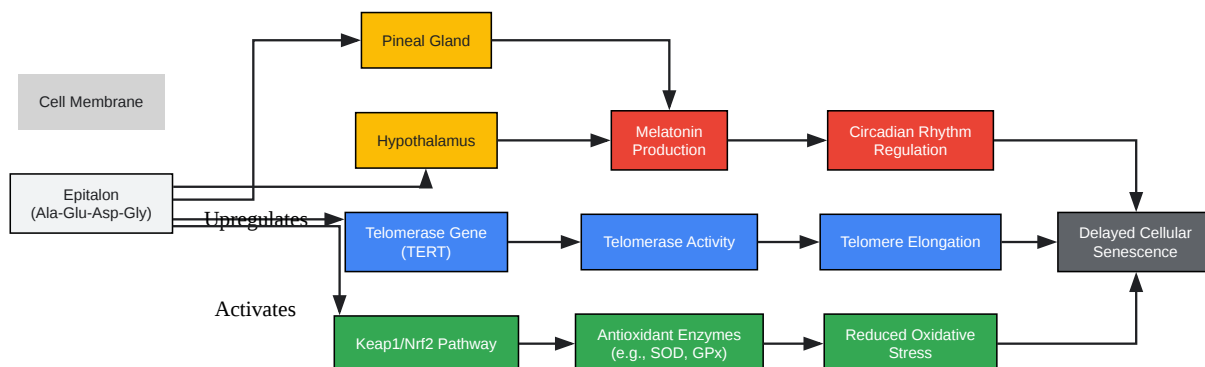 Pineal Gland
Cell Membrane
Hypothalamus
Melatonin
Production
Circadian Rhythm
Regulation
Epitalon
(Ala-Glu-Asp-Gly)
Upregulates
Telomerase Gene
(TERT)
Telomerase Activity
Telomere Elongation
Delayed Cellular
Senescence
Activates
Keap1/Nrf2 Pathway
Antioxidant Enzymes
(e.g., SOD, GPx)
Reduced Oxidative
Stress